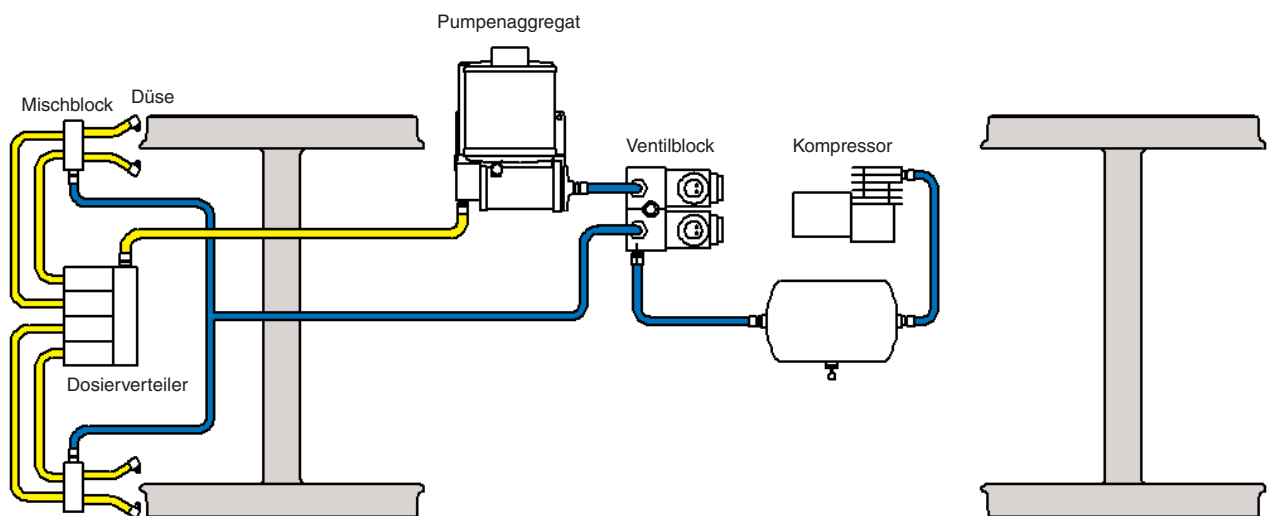 Pumpenaggregat
Mischblock
Düse
Ventilblock
Kompressor
Dosierverteiler